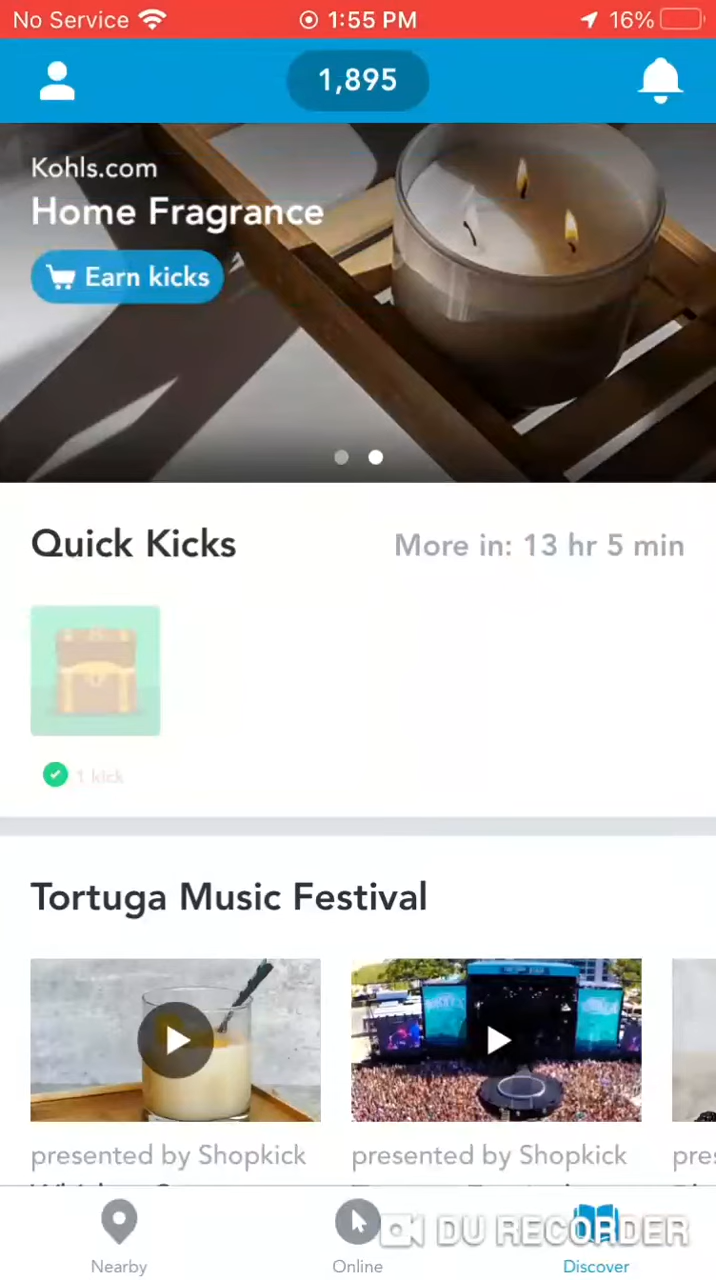 No Service 1:55 PM 16%
1,895
Kohls.com
Home Fragrance
Earn kicks
Quick Kicks More in: 13 hr 5 min
1 kick
Tortuga Music Festival
presented by Shopkick presented by Shopkick pre
DU RECORDER
Nearby Online Discover